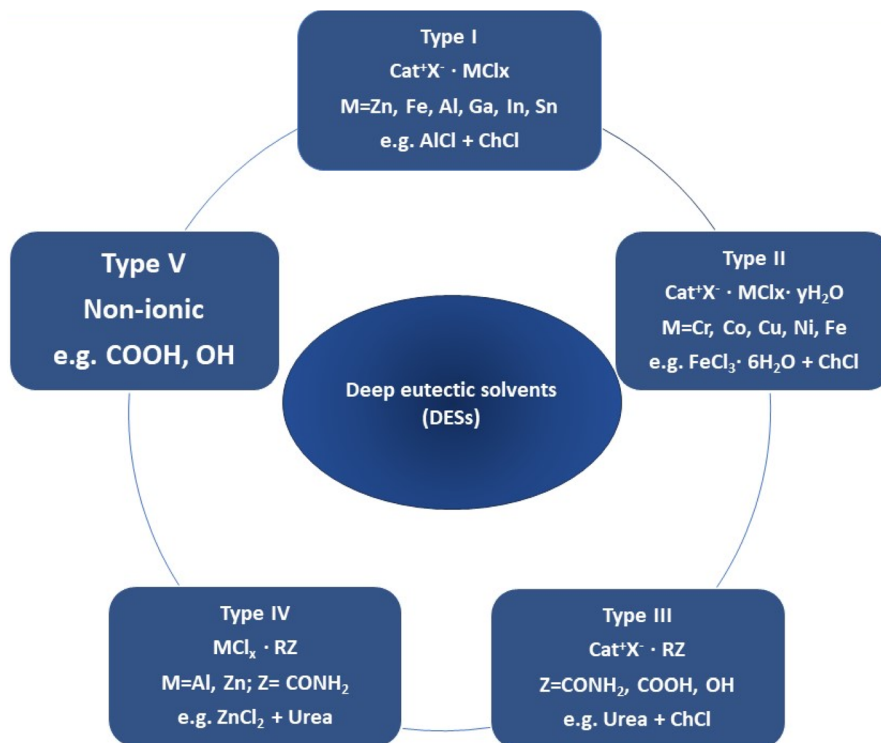 Type I
Cat⁺X⁻ · MClx
M=Zn, Fe, Al, Ga, In, Sn
e.g. AlCl + ChCl
Type II
Cat⁺X⁻ · MClx· yH₂O
M=Cr, Co, Cu, Ni, Fe
e.g. FeCl₃· 6H₂O + ChCl
Type V
Non-ionic
e.g. COOH, OH
Deep eutectic solvents
(DESs)
Type IV
MClₓ · RZ
M=Al, Zn; Z= CONH₂
e.g. ZnCl₂ + Urea
Type III
Cat⁺X⁻ · RZ
Z=CONH₂, COOH, OH
e.g. Urea + ChCl